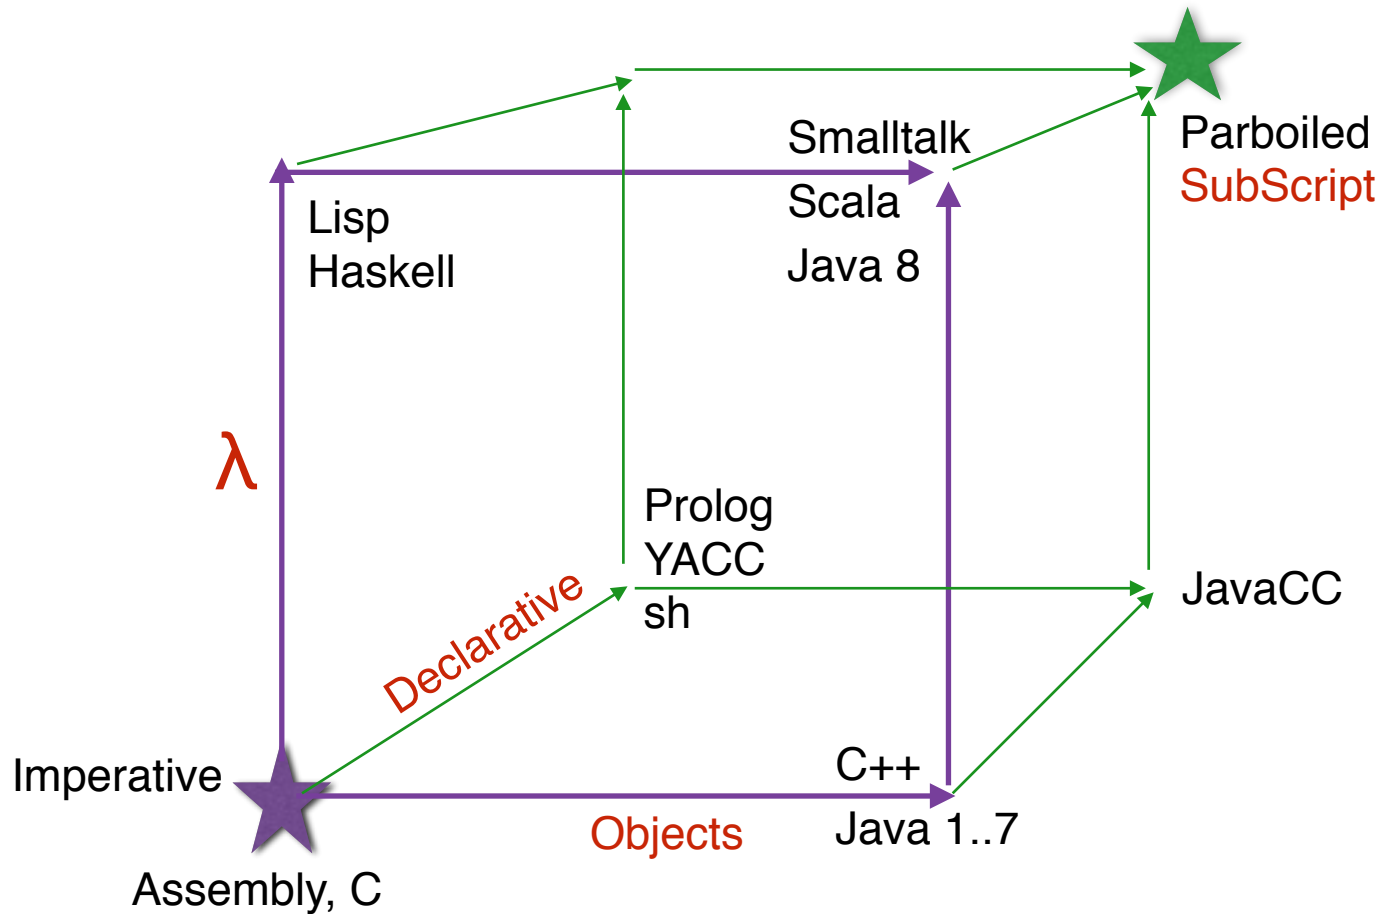 Smalltalk
Scala
Java 8
Parboiled
SubScript
Lisp
Haskell
λ
Prolog
YACC
sh
JavaCC
Declarative
Imperative
C++
Java 1..7
Objects
Assembly, C